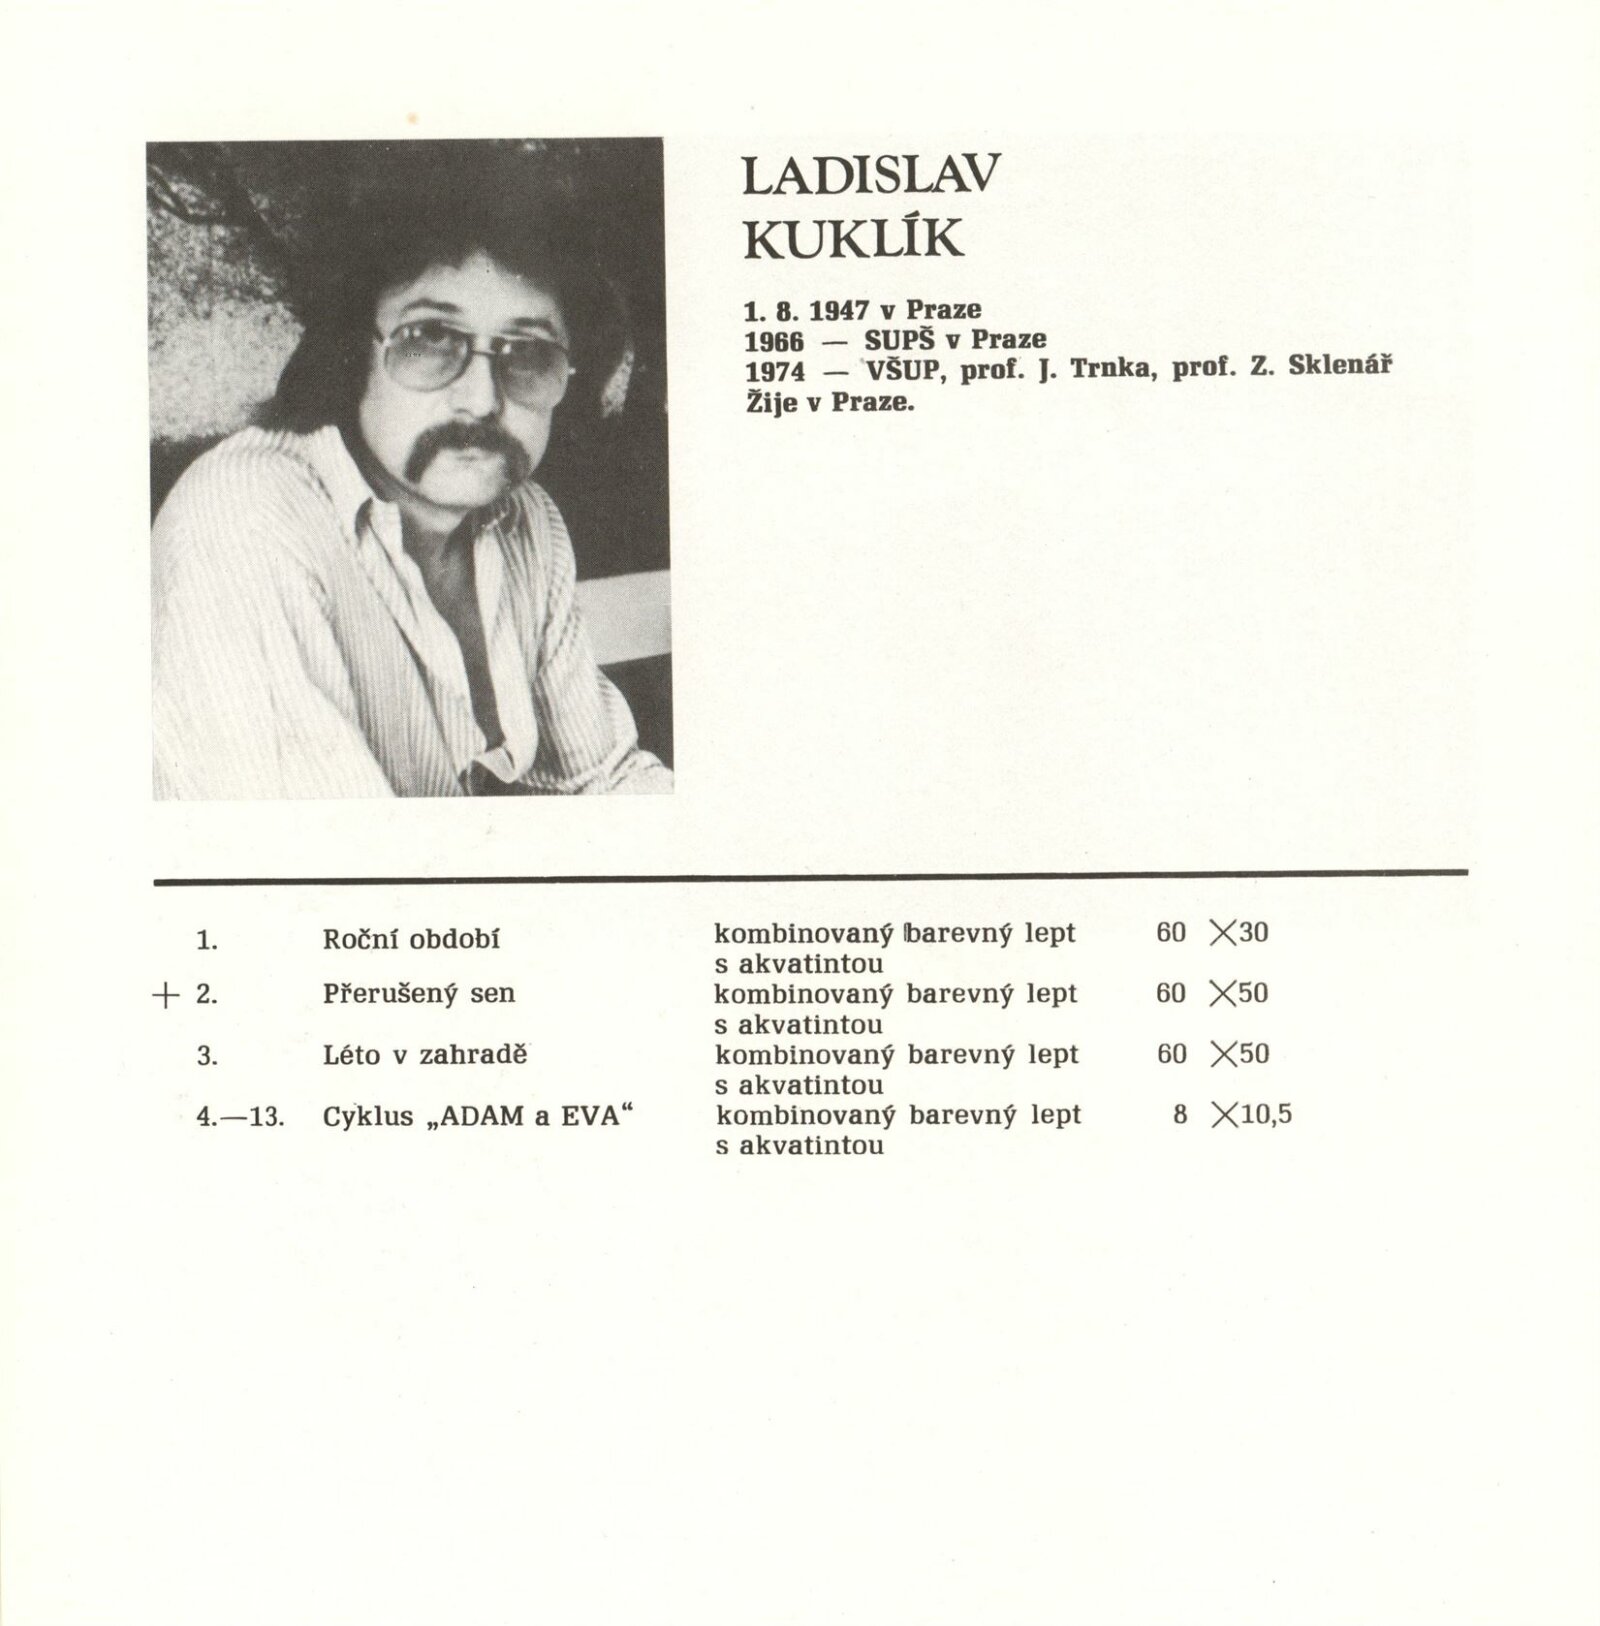 LADISLAV
KUKLÍK
1. 8. 1947 v Praze
1966 — SUPŠ v Praze
1974 — VŠUP, prof. J. Trnka, prof. Z. Sklenář
Žije v Praze.
1. Roční období kombinovaný barevný lept 60 ×30
s akvatintou
+ 2. Přerušený sen kombinovaný barevný lept 60 ×50
s akvatintou
3. Léto v zahradě kombinovaný barevný lept 60 ×50
s akvatintou
4.—13. Cyklus „ADAM a EVA“ kombinovaný barevný lept 8 ×10,5
s akvatintou